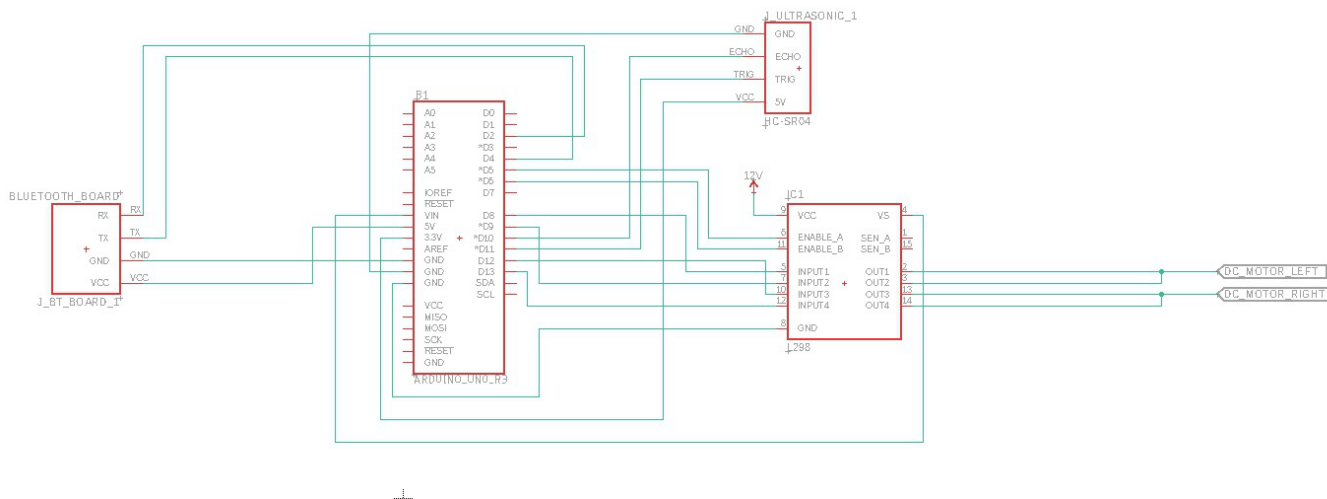 J_ULTRASONIC_1
GND GND
ECHO ECHO
TRIG TRIG
VCC 5V
HC-SR04
B1
A0 D0
A1 D1
A2 D2
A3 *D3
A4 D4
A5 *D5
*D6
IOREF D7
RESET
VIN D8
5V *D9
3.3V *D10
AREF *D11
GND D12
GND D13
GND SDA
SCL
VCC
MISO
MOSI
SCK
RESET
GND
ARDUINO_UNO_R3
BLUETOOTH_BOARD
RX RX
TX TX
GND GND
VCC VCC
J_BT_BOARD_1
12V
IC1
9 VCC VS 4
6 ENABLE_A SEN_A 1
11 ENABLE_B SEN_B 15
5 INPUT1 OUT1 2
7 INPUT2 OUT2 3
10 INPUT3 OUT3 13
12 INPUT4 OUT4 14
8 GND
L298
DC_MOTOR_LEFT
DC_MOTOR_RIGHT